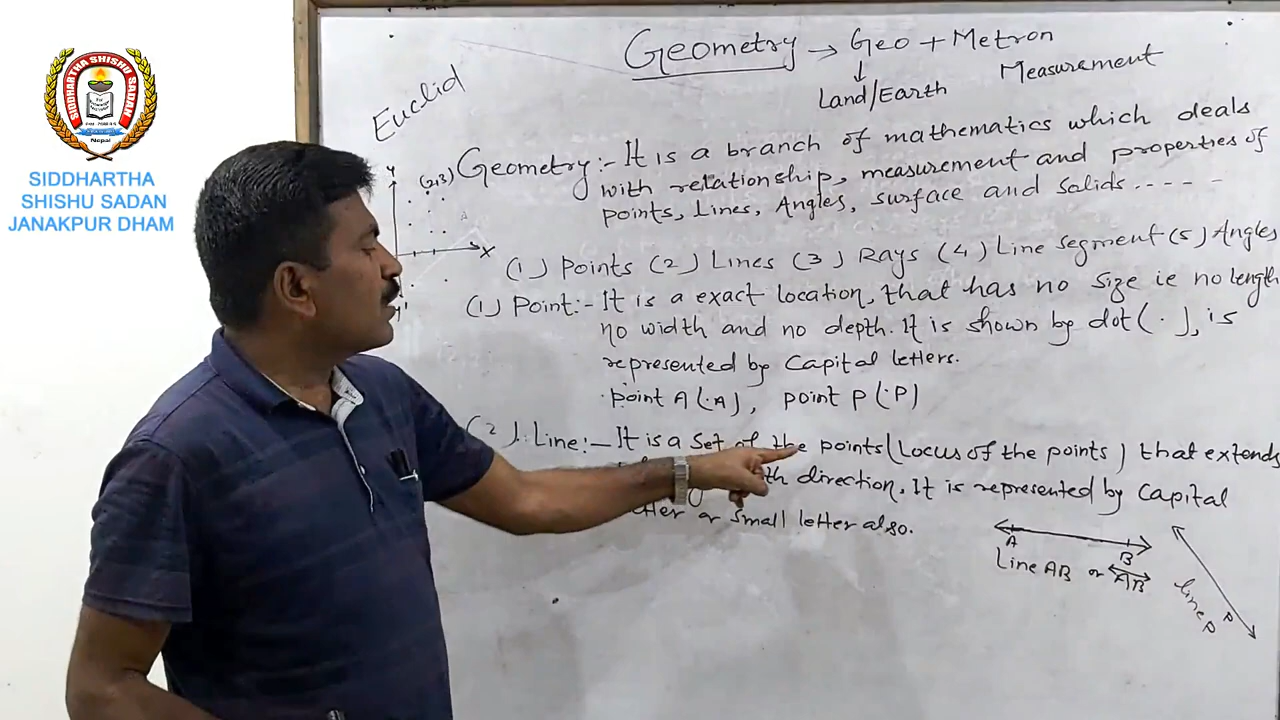 SIDDHARTHA SHISHU SADAN
Nepal
SIDDHARTHA
SHISHU SADAN
JANAKPUR DHAM
Euclid
Geometry → Geo + Metron
Land/Earth
Measurement
Y
(2,3)
X
Geometry:- It is a branch of mathematics which deals
with relationship, measurement and properties of
points, Lines, Angles, surface and solids.....
(1) Points (2) Lines (3) Rays (4) Line segment (5) Angles
(1) Point:- It is a exact location, that has no size ie no length
no width and no depth. It is shown by dot (.), is
represented by Capital letters.
point A (.A), point P (.P)
(2) Line:- It is a set of the points (Locus of the points) that extends
direction. It is represented by Capital
or small letter also.
A
B
Line AB or AB
line p